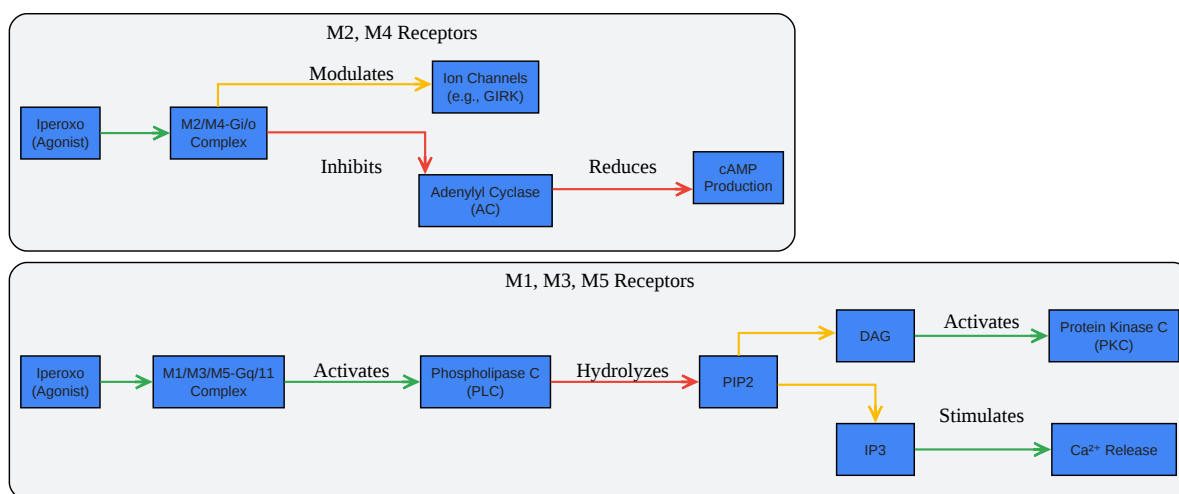 M2, M4 Receptors
Modulates
Ion Channels
(e.g., GIRK)
Iperoxo
(Agonist)
M2/M4-Gi/o
Complex
Inhibits
Reduces
cAMP
Production
Adenylyl Cyclase
(AC)
M1, M3, M5 Receptors
DAG
Activates
Protein Kinase C
(PKC)
Iperoxo
(Agonist)
M1/M3/M5-Gq/11
Complex
Activates
Phospholipase C
(PLC)
Hydrolyzes
PIP2
Stimulates
IP3
Ca²⁺ Release